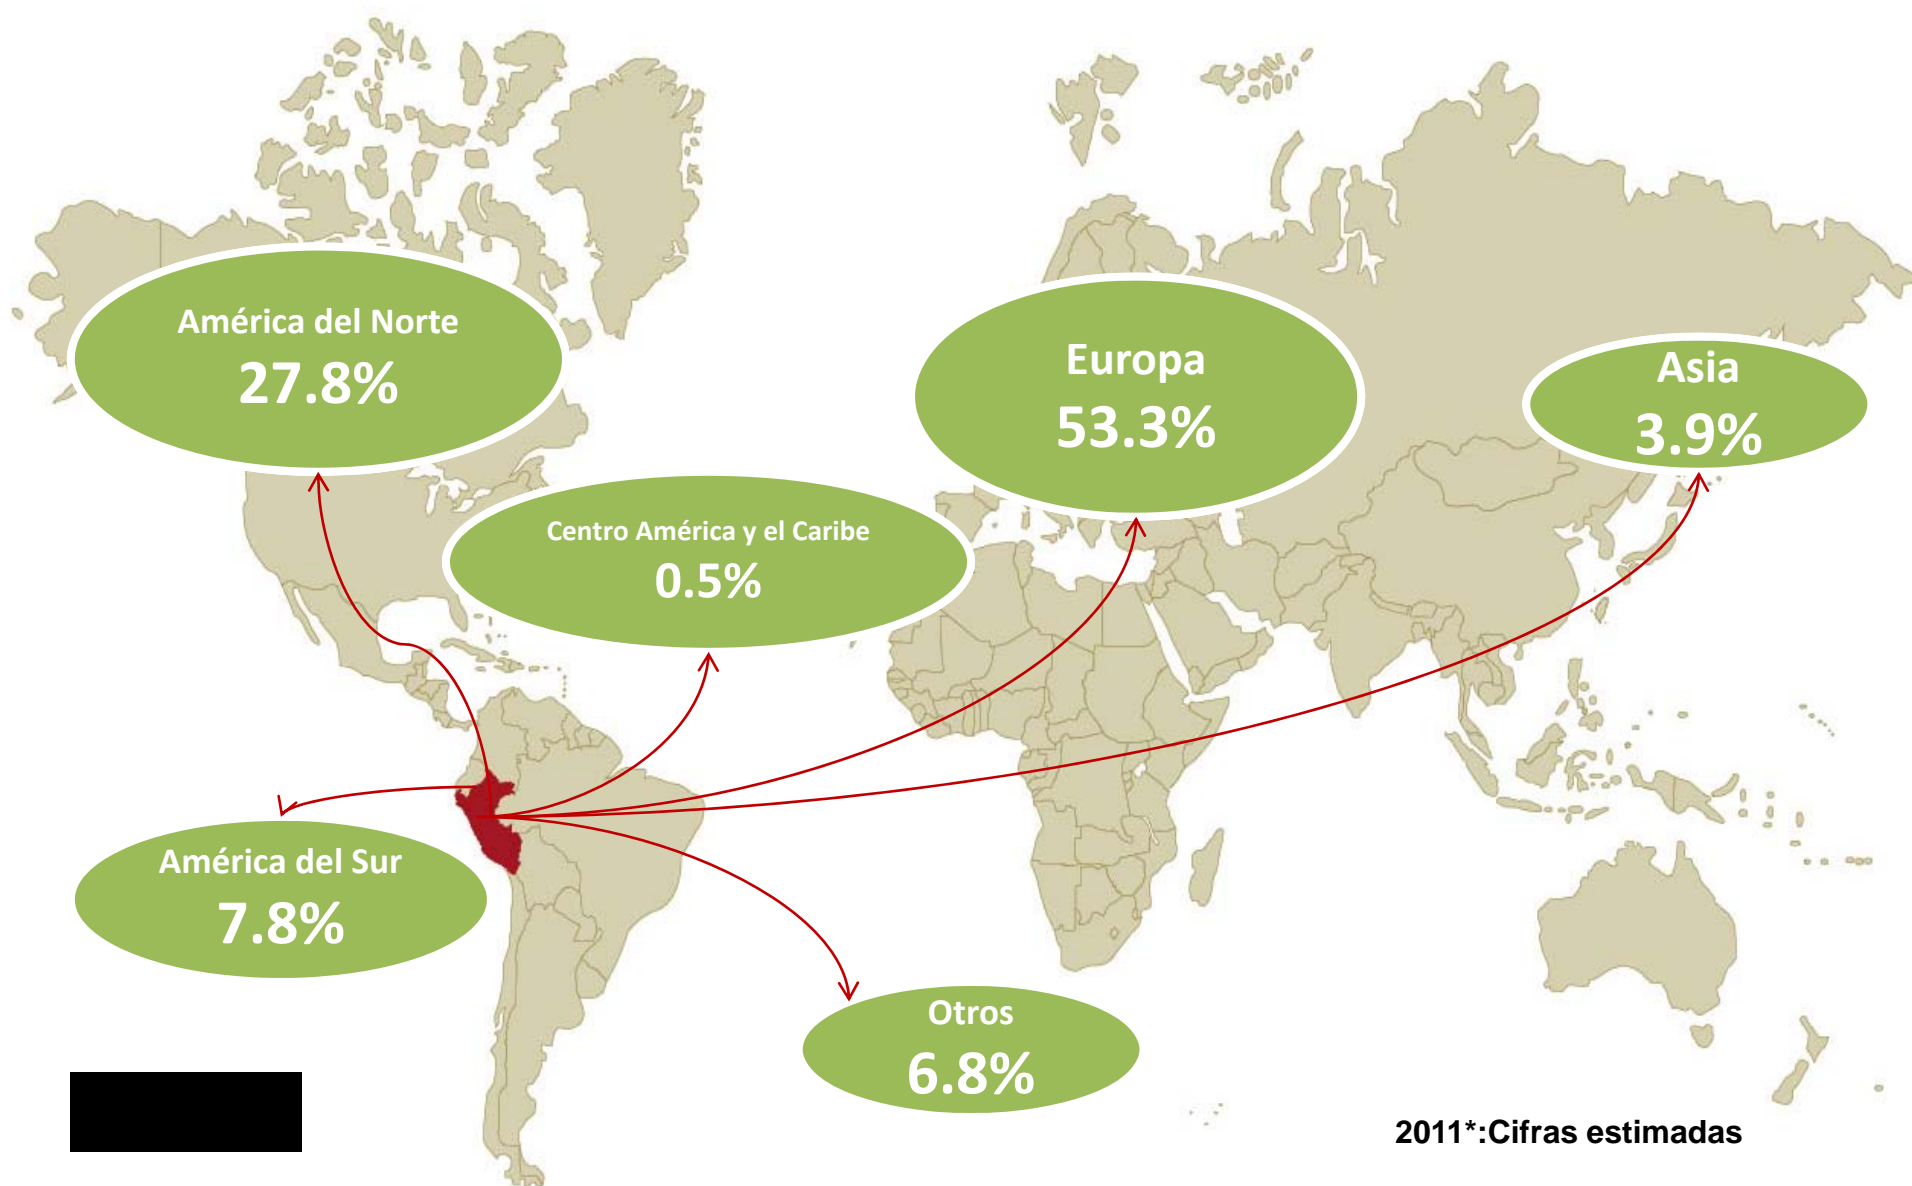 América del Norte
27.8%
Europa
53.3%
Asia
3.9%
Centro América y el Caribe
0.5%
América del Sur
7.8%
Otros
6.8%
2011*:Cifras estimadas